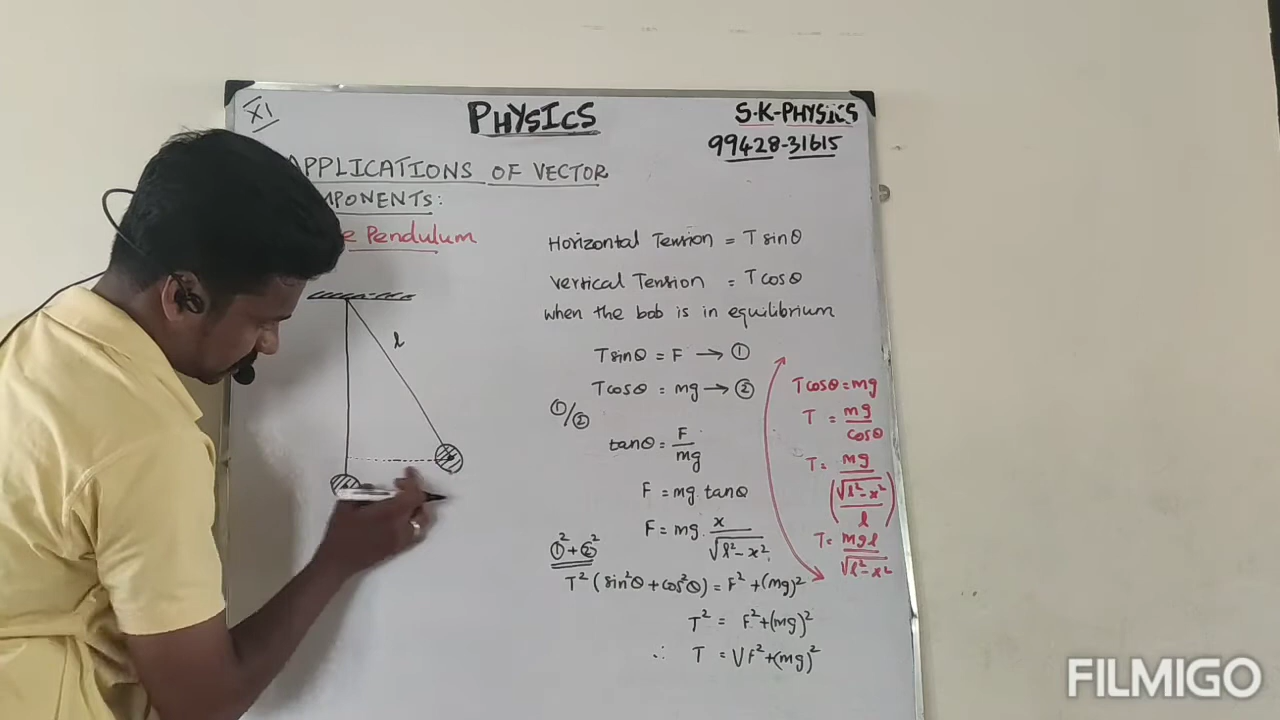 XI
PHYSICS
S.K-PHYSICS
99428-31615
APPLICATIONS OF VECTOR
MPONENTS:
e Pendulum
l
Horizontal Tension = T sinθ
Vertical Tension = T cosθ
when the bob is in equilibrium
Tsinθ = F → ①
Tcosθ = mg → ②
①/②
tanθ = F/mg
F = mg tanθ
F = mg. x/√l²-x²
①²+②²
T² (sin²θ + cos²θ) = F² + (mg)²
T² = F² + (mg)²
∴ T = √F² + (mg)²
Tcosθ = mg
T = mg/cosθ
T = mg/(√l²-x²/l)
T = mgl/√l²-x²
FILMIGO